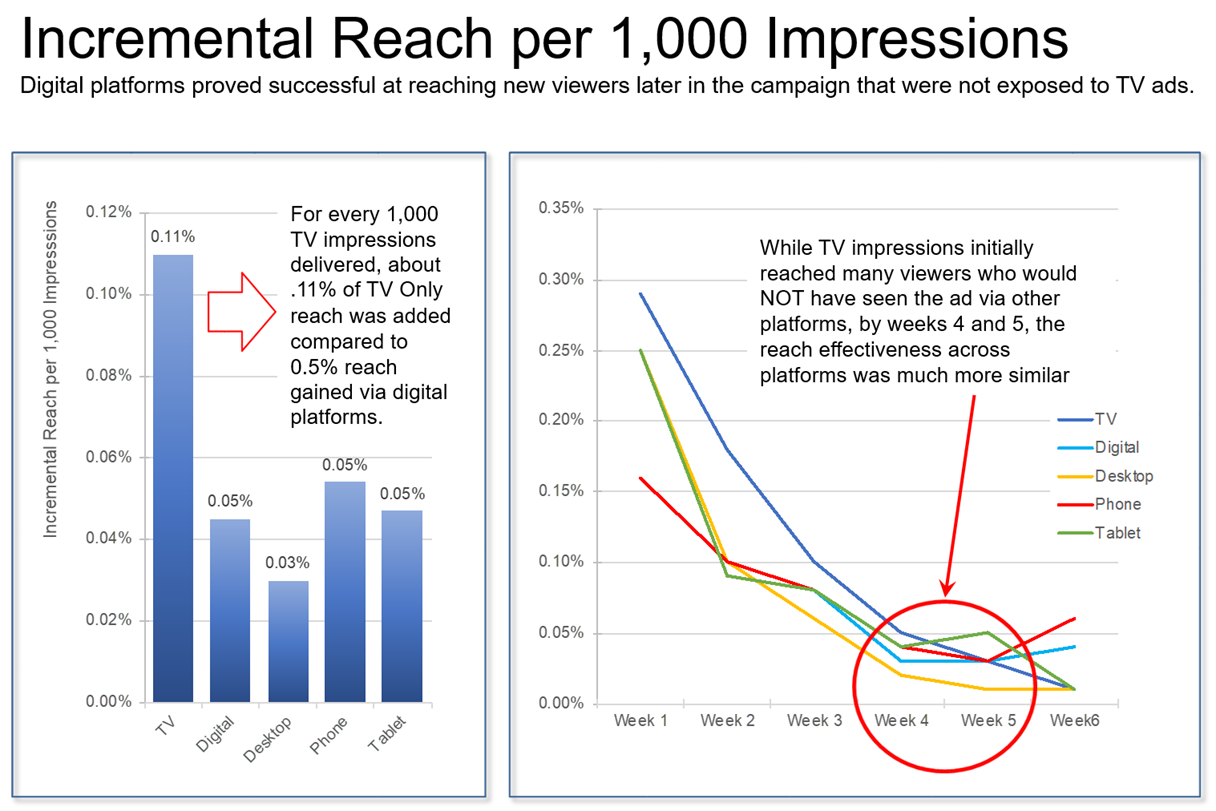 Incremental Reach per 1,000 Impressions
Digital platforms proved successful at reaching new viewers later in the campaign that were not exposed to TV ads.
Incremental Reach per 1,000 Impresssions
0.12%
0.10%
0.08%
0.06%
0.04%
0.02%
0.00%
0.11%
0.05%
0.03%
0.05%
0.05%
TV
Digital
Desktop
Phone
Tablet
For every 1,000
TV impressions
delivered, about
.11% of TV Only
reach was added
compared to
0.5% reach
gained via digital
platforms.
0.35%
0.30%
0.25%
0.20%
0.15%
0.10%
0.05%
0.00%
Week 1
Week 2
Week 3
Week 4
Week 5
Week6
While TV impressions initially
reached many viewers who would
NOT have seen the ad via other
platforms, by weeks 4 and 5, the
reach effectiveness across
platforms was much more similar
TV
Digital
Desktop
Phone
Tablet